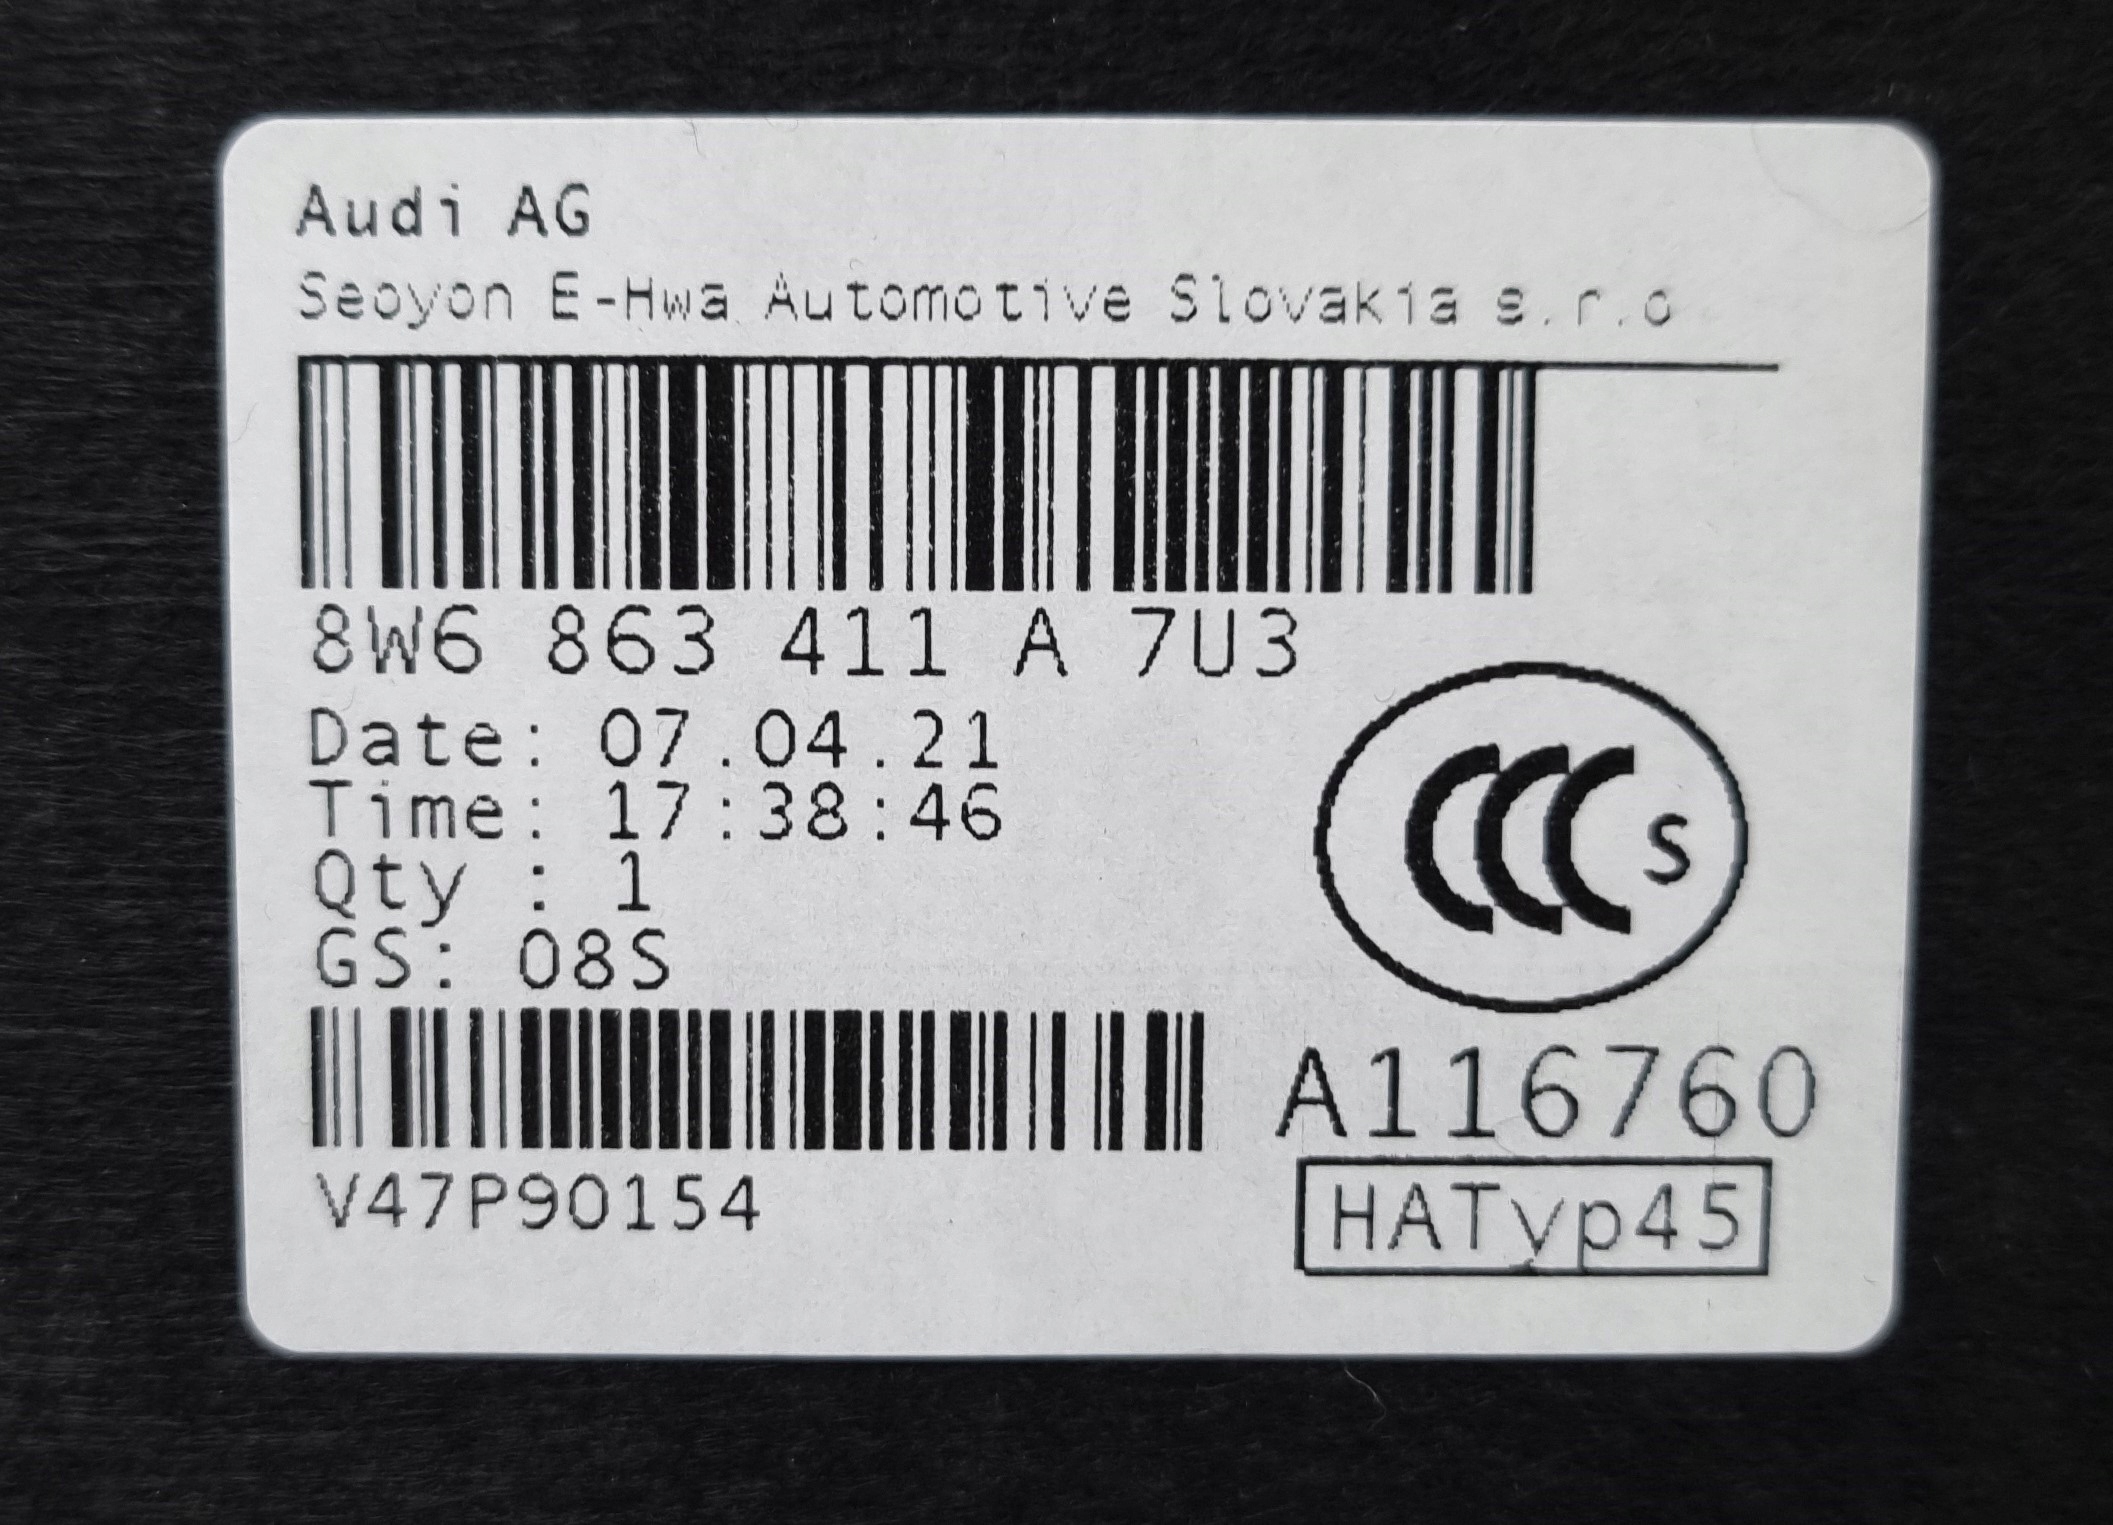 Audi AG
Seoyon E-Hwa Automotive Slovakia s.r.o
8W6 863 411 A 7U3
Date: 07.04.21
Time: 17:38:46
Qty : 1
GS: 08S
CCC S
A116760
V47P90154
HATyp45